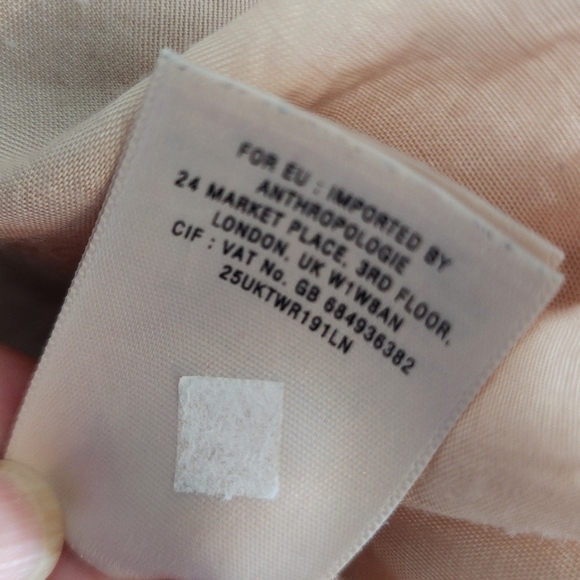 FOR EU : IMPORTED BY
ANTHROPOLOGIE
24 MARKET PLACE, 3RD FLOOR,
LONDON, UK W1W8AN
CIF : VAT No. GB 684936382
25UKTWR191LN